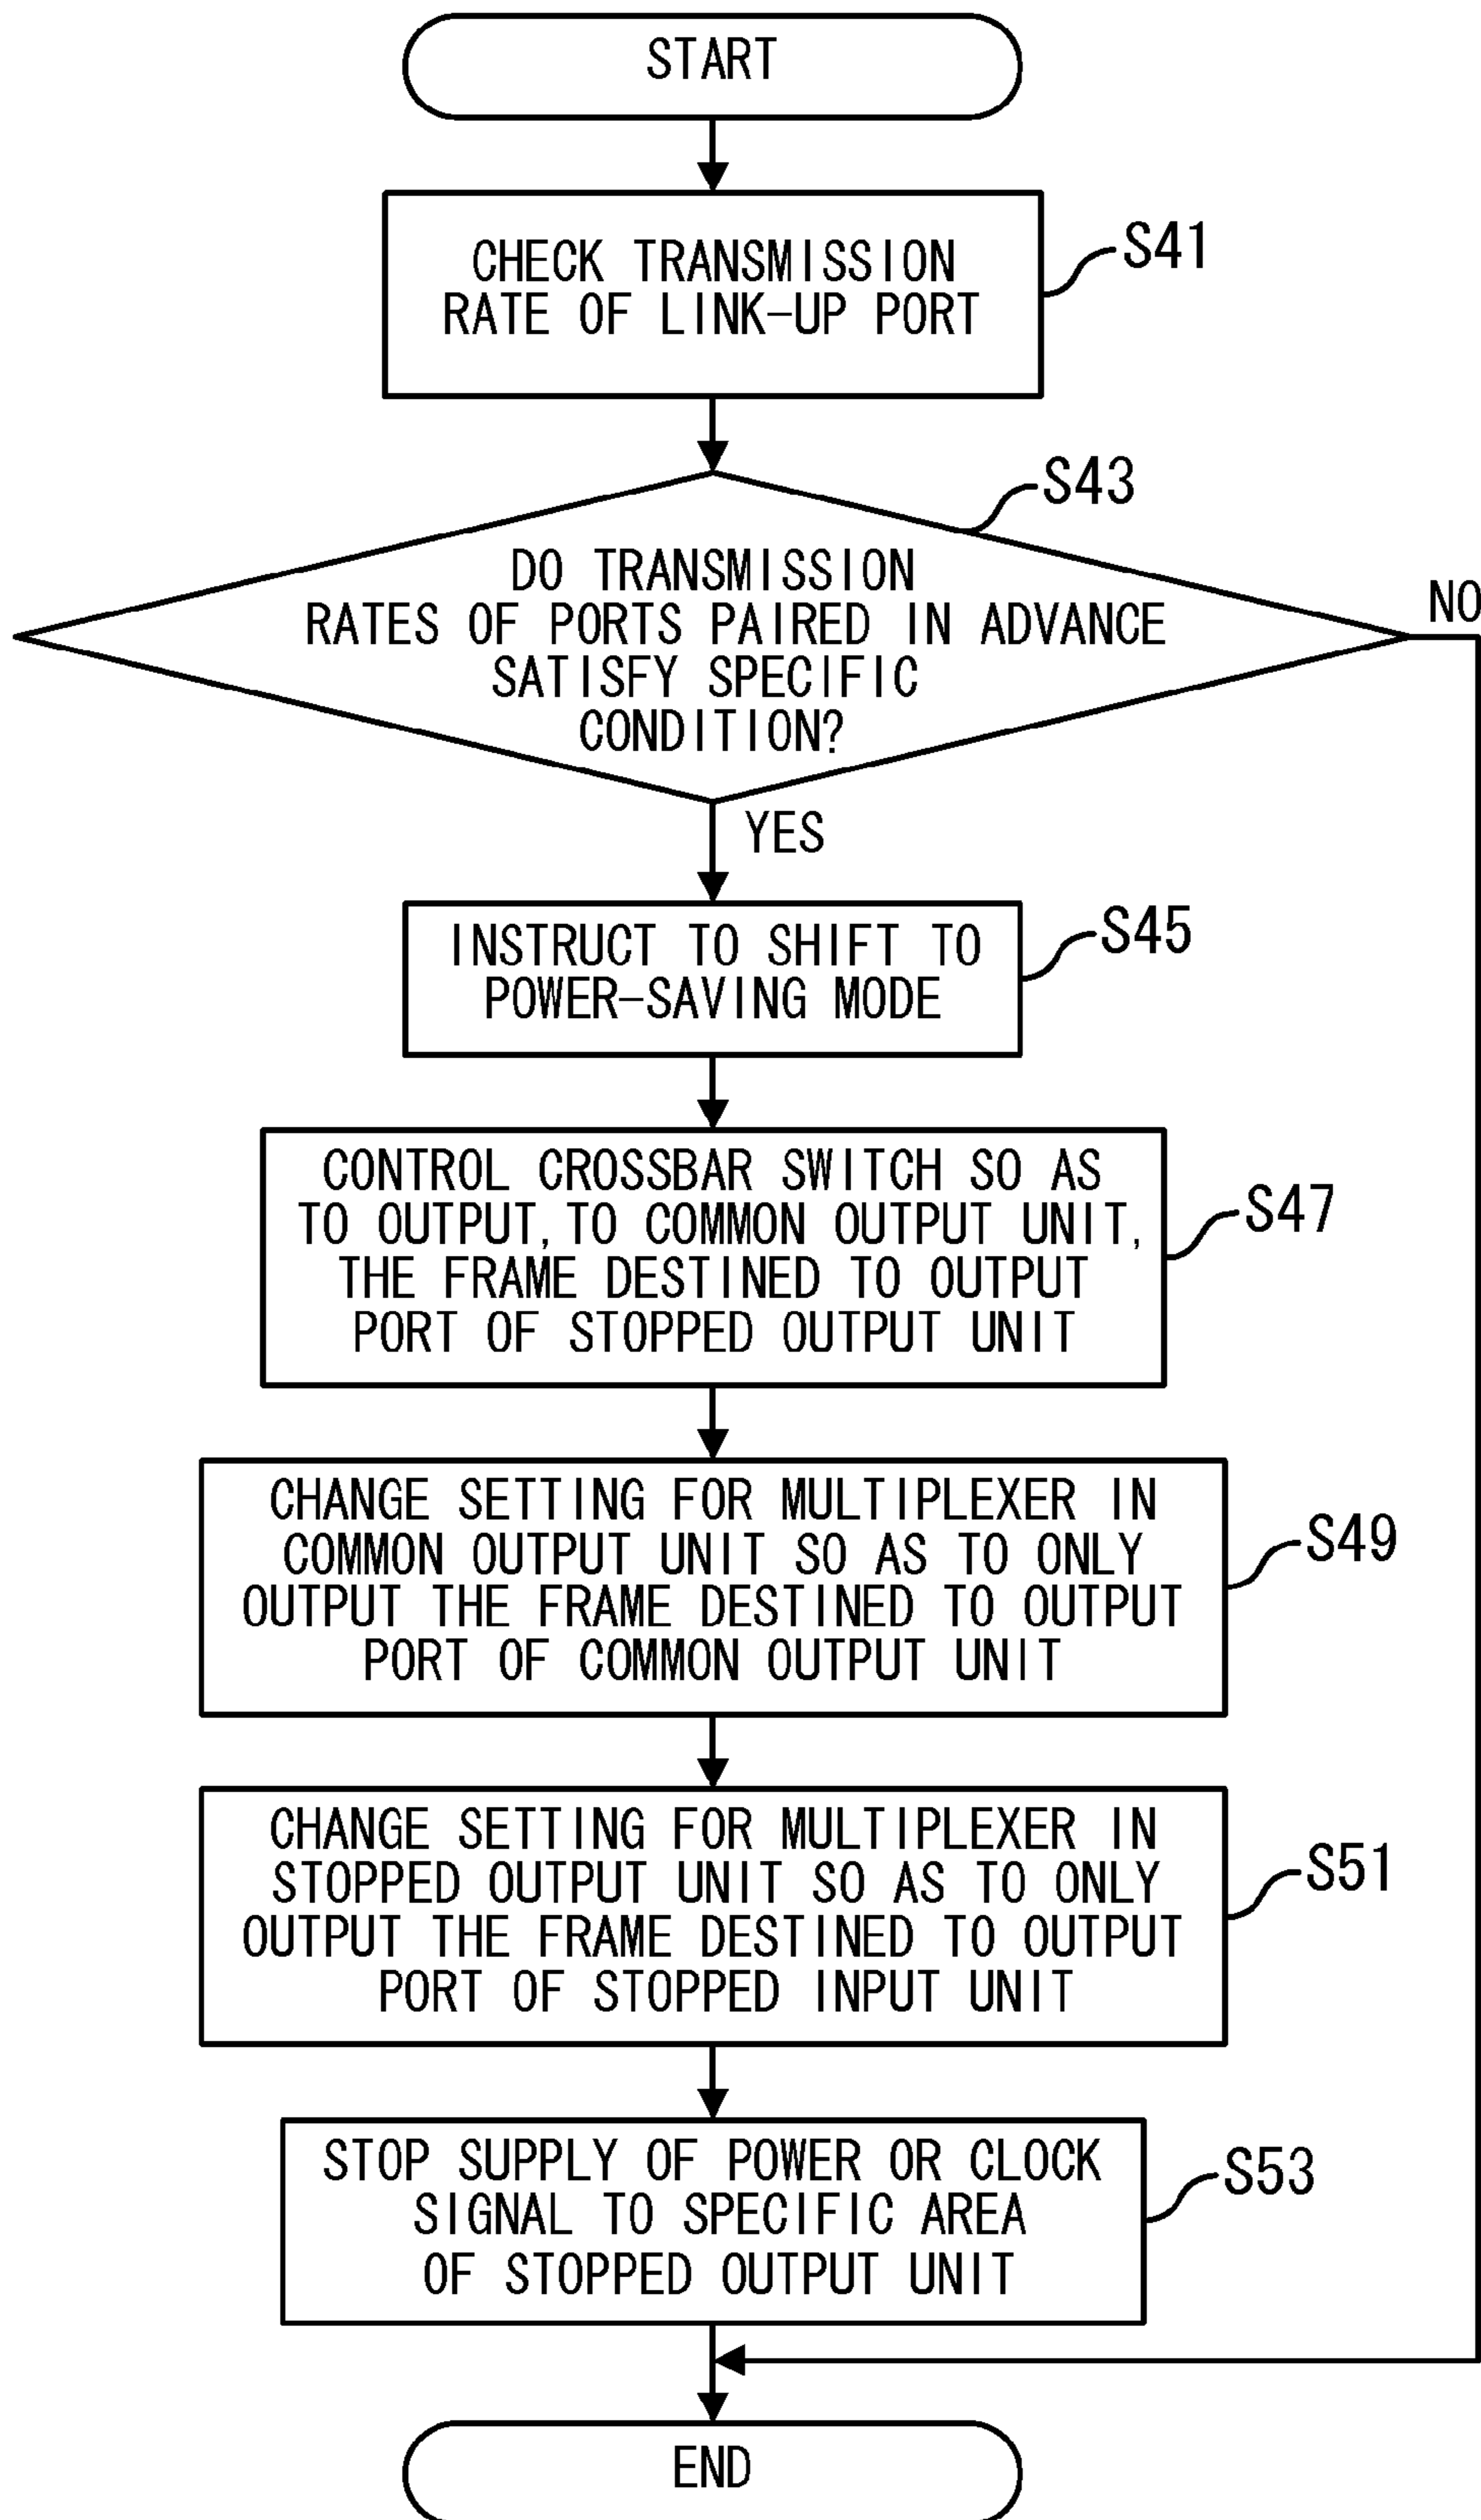 START
CHECK TRANSMISSION
RATE OF LINK-UP PORT
S41
DO TRANSMISSION
RATES OF PORTS PAIRED IN ADVANCE
SATISFY SPECIFIC
CONDITION?
S43
NO
YES
INSTRUCT TO SHIFT TO
POWER-SAVING MODE
S45
CONTROL CROSSBAR SWITCH SO AS
TO OUTPUT, TO COMMON OUTPUT UNIT,
THE FRAME DESTINED TO OUTPUT
PORT OF STOPPED OUTPUT UNIT
S47
CHANGE SETTING FOR MULTIPLEXER IN
COMMON OUTPUT UNIT SO AS TO ONLY
OUTPUT THE FRAME DESTINED TO OUTPUT
PORT OF COMMON OUTPUT UNIT
S49
CHANGE SETTING FOR MULTIPLEXER IN
STOPPED OUTPUT UNIT SO AS TO ONLY
OUTPUT THE FRAME DESTINED TO OUTPUT
PORT OF STOPPED INPUT UNIT
S51
STOP SUPPLY OF POWER OR CLOCK
SIGNAL TO SPECIFIC AREA
OF STOPPED OUTPUT UNIT
S53
END